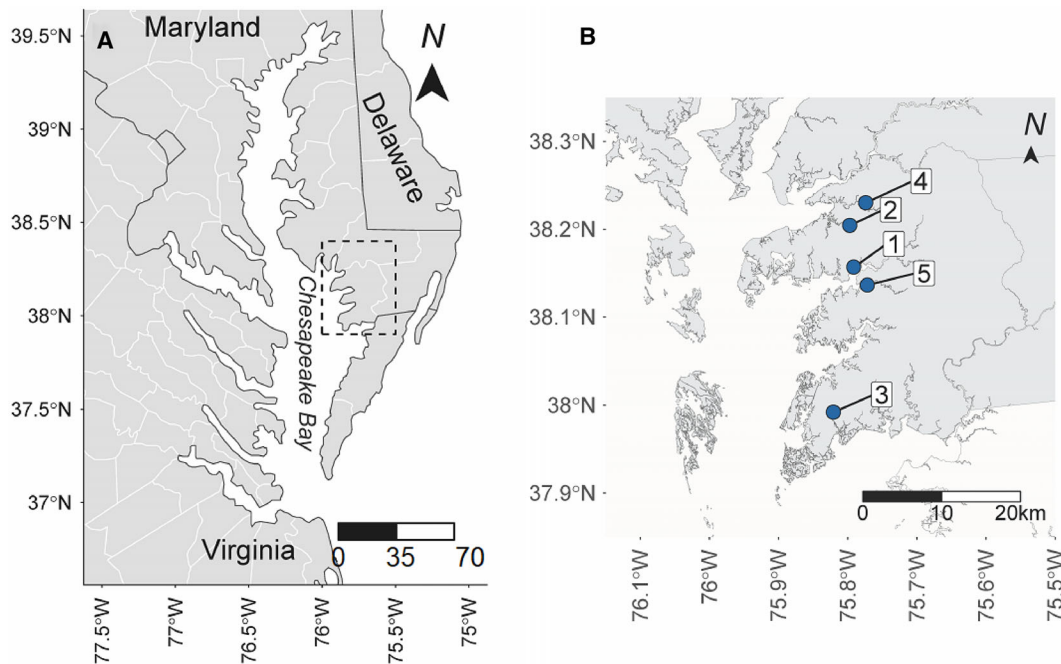 A
Maryland
N
Delaware
Chesapeake Bay
Virginia
0 35 70
39.5°N
39°N
38.5°N
38°N
37.5°N
37°N
77.5°W
77°W
76.5°W
76°W
75.5°W
75°W
B
N
4
2
1
5
3
0 10 20km
38.3°N
38.2°N
38.1°N
38°N
37.9°N
76.1°W
76°W
75.9°W
75.8°W
75.7°W
75.6°W
75.5°W